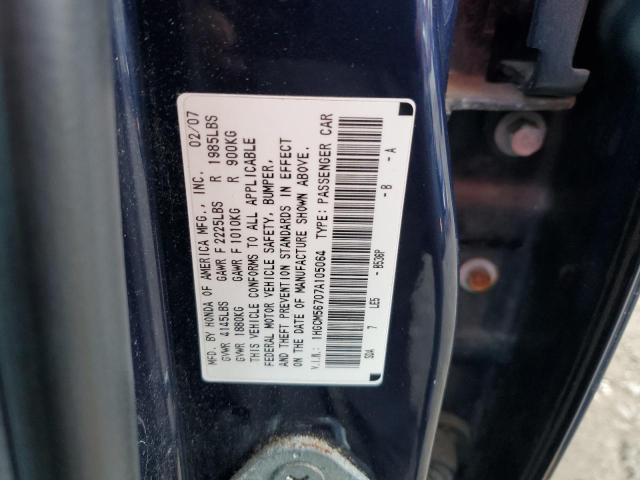 MFD. BY HONDA OF AMERICA MFG., INC. 02/07
GVWR 4145LBS GAWR F 2225LBS R 1985LBS
GVWR 1880KG GAWR F 1010KG R 900KG
THIS VEHICLE CONFORMS TO ALL APPLICABLE
FEDERAL MOTOR VEHICLE SAFETY, BUMPER,
AND THEFT PREVENTION STANDARDS IN EFFECT
ON THE DATE OF MANUFACTURE SHOWN ABOVE.
V.I.N.: 1HGCM56707A105064 TYPE: PASSENGER CAR
SDA 7 LE5 - B536P - B - A